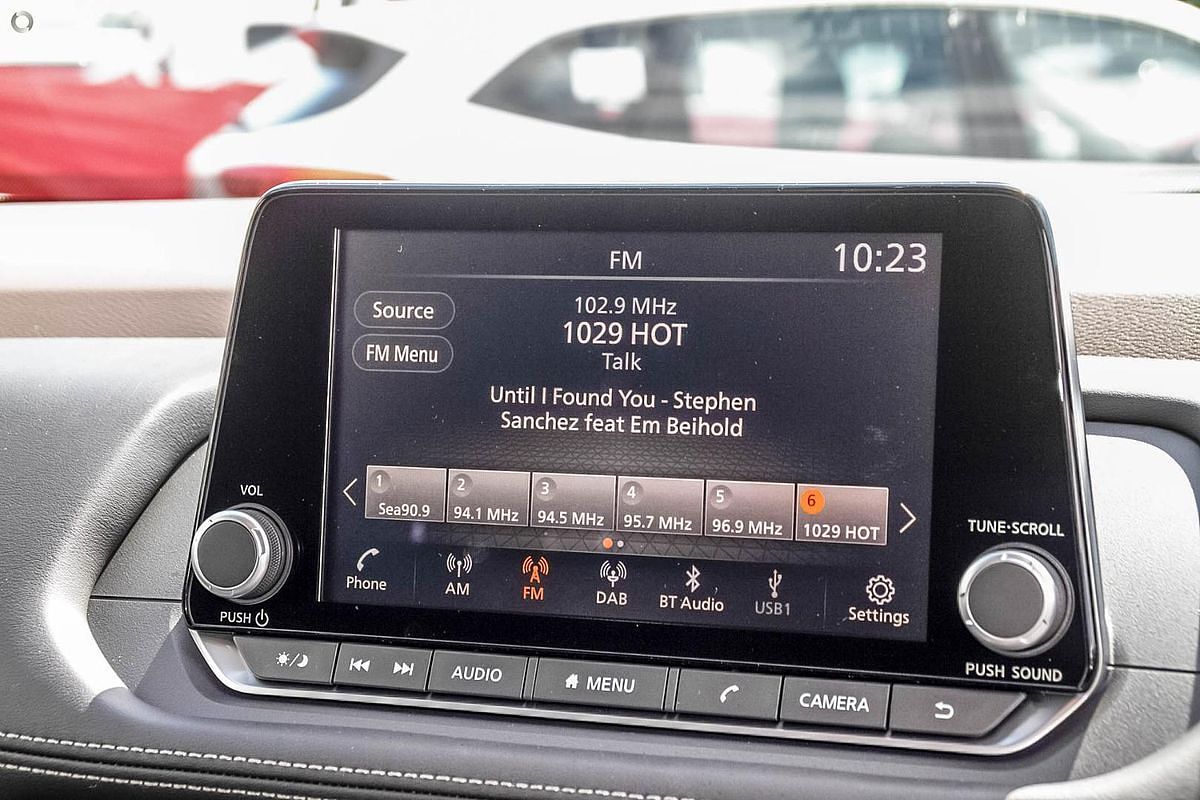 FM
10:23
Source
102.9 MHz
1029 HOT
FM Menu
Talk
Until I Found You - Stephen
Sanchez feat Em Beihold
1
Sea90.9
2
94.1 MHz
3
94.5 MHz
4
95.7 MHz
5
96.9 MHz
6
1029 HOT
Phone
AM
FM
DAB
BT Audio
USB1
Settings
VOL
PUSH
TUNE·SCROLL
PUSH SOUND
AUDIO
MENU
CAMERA